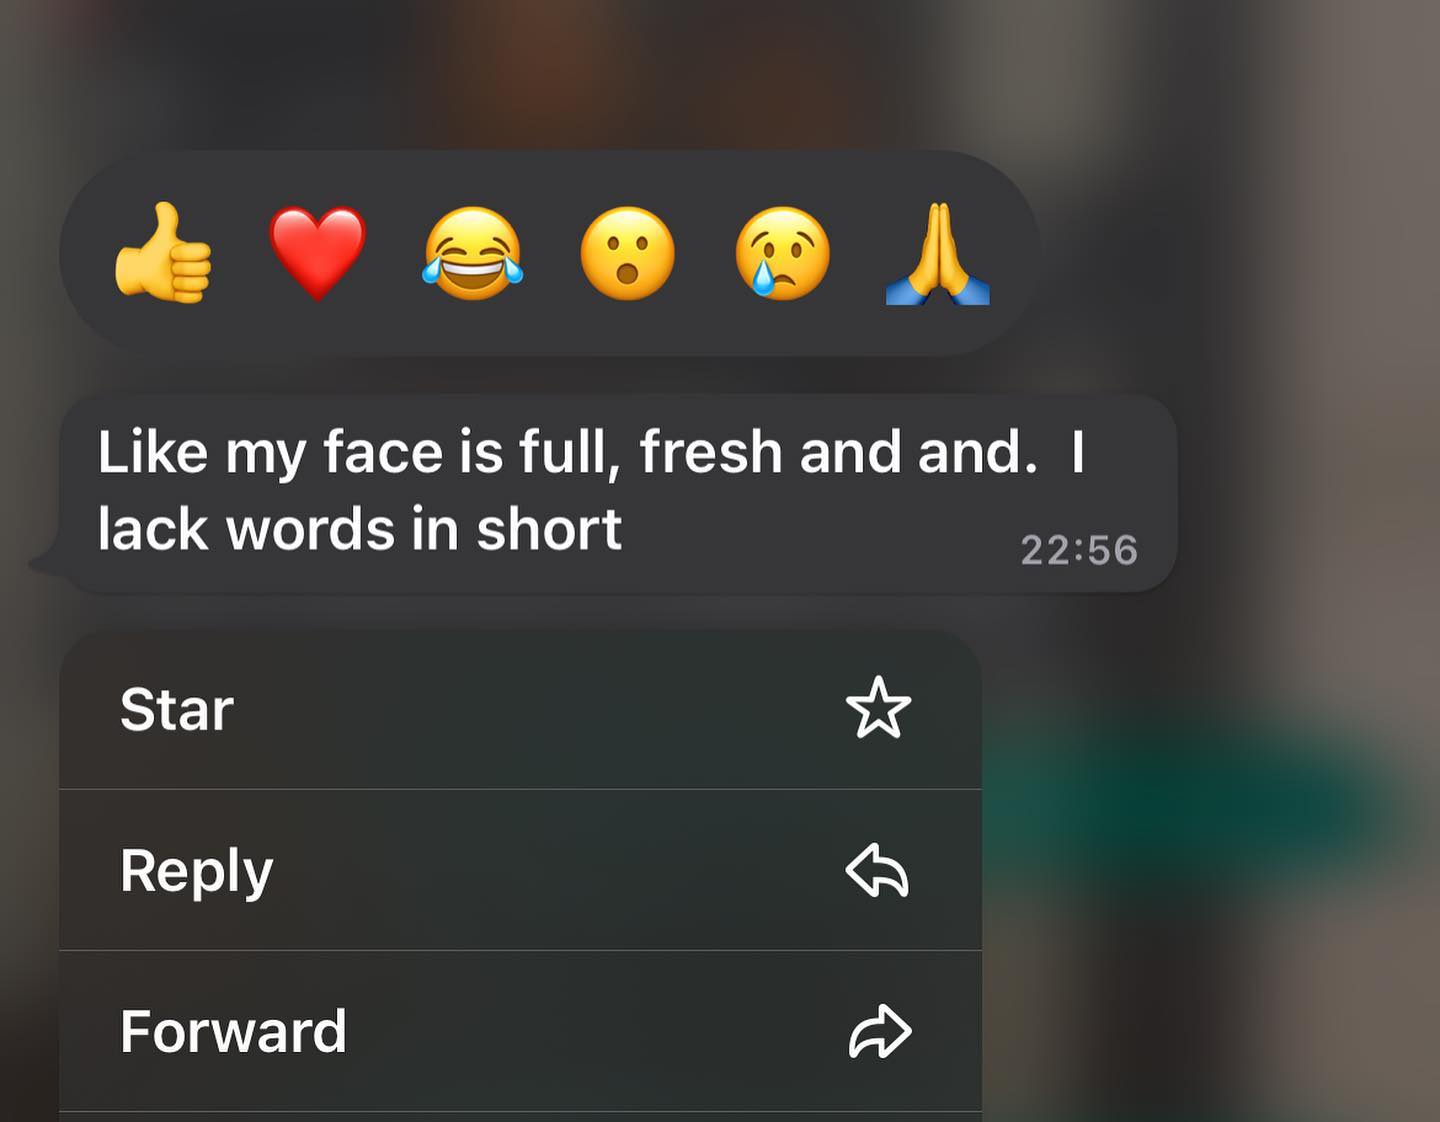 Like my face is full, fresh and and.  I
lack words in short
22:56
Star
Reply
Forward